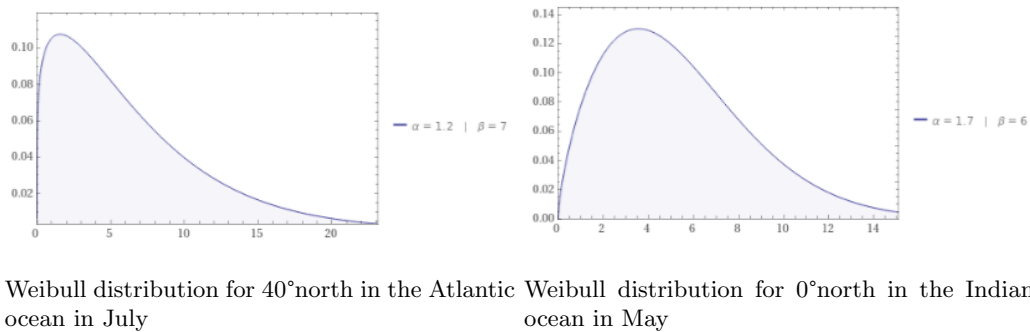 0.10
0.08
0.06
0.04
0.02
0 5 10 15 20
α = 1.2 | β = 7
0.14
0.12
0.10
0.08
0.06
0.04
0.02
0.00
0 2 4 6 8 10 12 14
α = 1.7 | β = 6
Weibull distribution for 40°north in the Atlantic
ocean in July
Weibull distribution for 0°north in the Indian
ocean in May